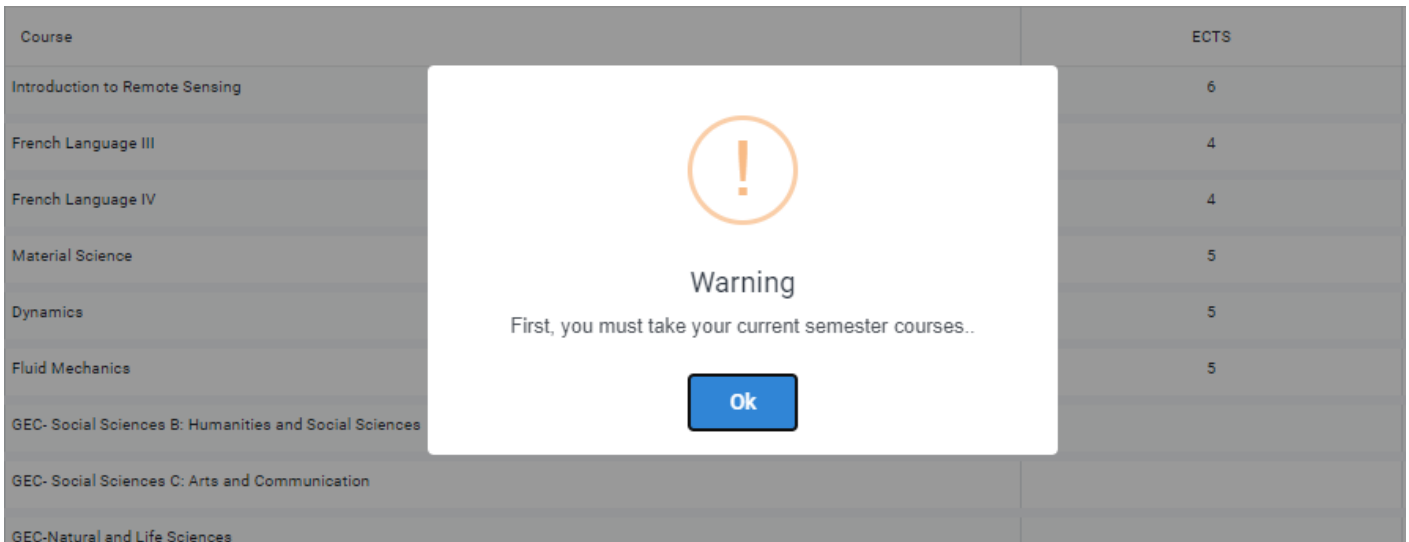 Course ECTS
Introduction to Remote Sensing 6
French Language III 4
French Language IV 4
Material Science 5
Dynamics 5
Fluid Mechanics 5
GEC- Social Sciences B: Humanities and Social Sciences
GEC- Social Sciences C: Arts and Communication
GEC-Natural and Life Sciences
!
Warning
First, you must take your current semester courses..
Ok